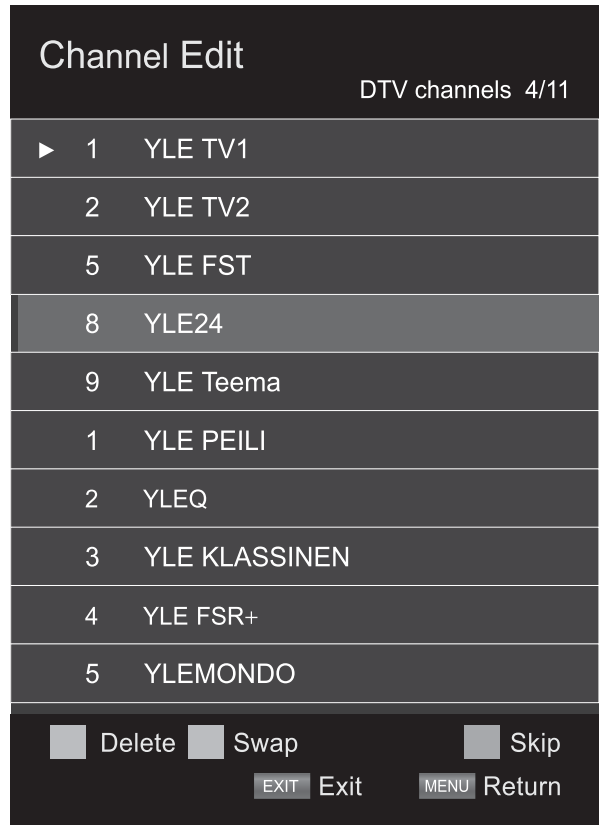 Channel Edit
DTV channels 4/11
1 YLE TV1
2 YLE TV2
5 YLE FST
8 YLE24
9 YLE Teema
1 YLE PEILI
2 YLEQ
3 YLE KLASSINEN
4 YLE FSR+
5 YLEMONDO
Delete Swap Skip
EXIT Exit MENU Return